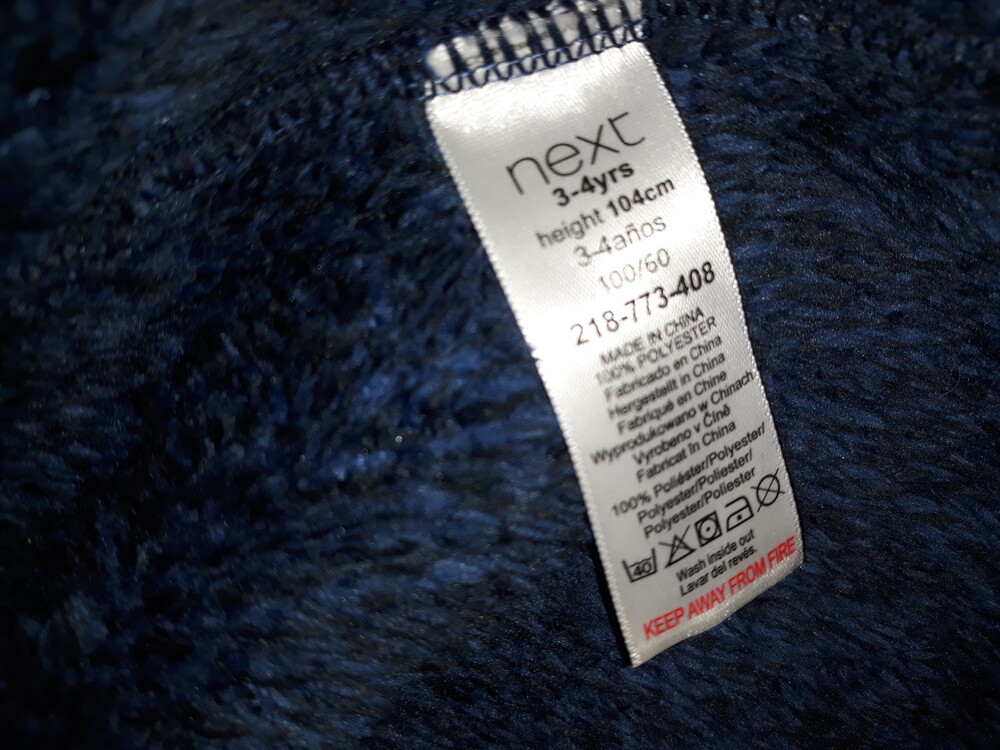 next
3-4yrs
height 104cm
3-4años
100/60
218-773-408
MADE IN CHINA
100% POLYESTER
Fabricado en China
Hergestellt in China
Fabriqué en Chine
Wyprodukowano w Chinach
Vyrobeno v Číně
Fabricat în China
100% Poliéster/Polyester/
Polyester/Poliester/
Polyester/Poliester
40
Wash inside out
Lavar del revés.
KEEP AWAY FROM FIRE